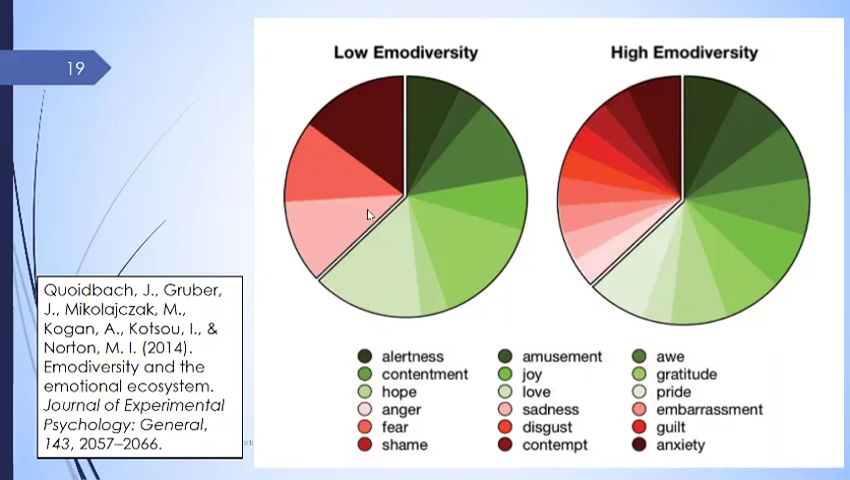 19
Low Emodiversity
High Emodiversity
Quoidbach, J., Gruber,
J., Mikolajczak, M.,
Kogan, A., Kotsou, I., &
Norton, M. I. (2014).
Emodiversity and the
emotional ecosystem.
Journal of Experimental
Psychology: General,
143, 2057–2066.
alertness amusement awe
contentment joy gratitude
hope love pride
anger sadness embarrassment
fear disgust guilt
shame contempt anxiety